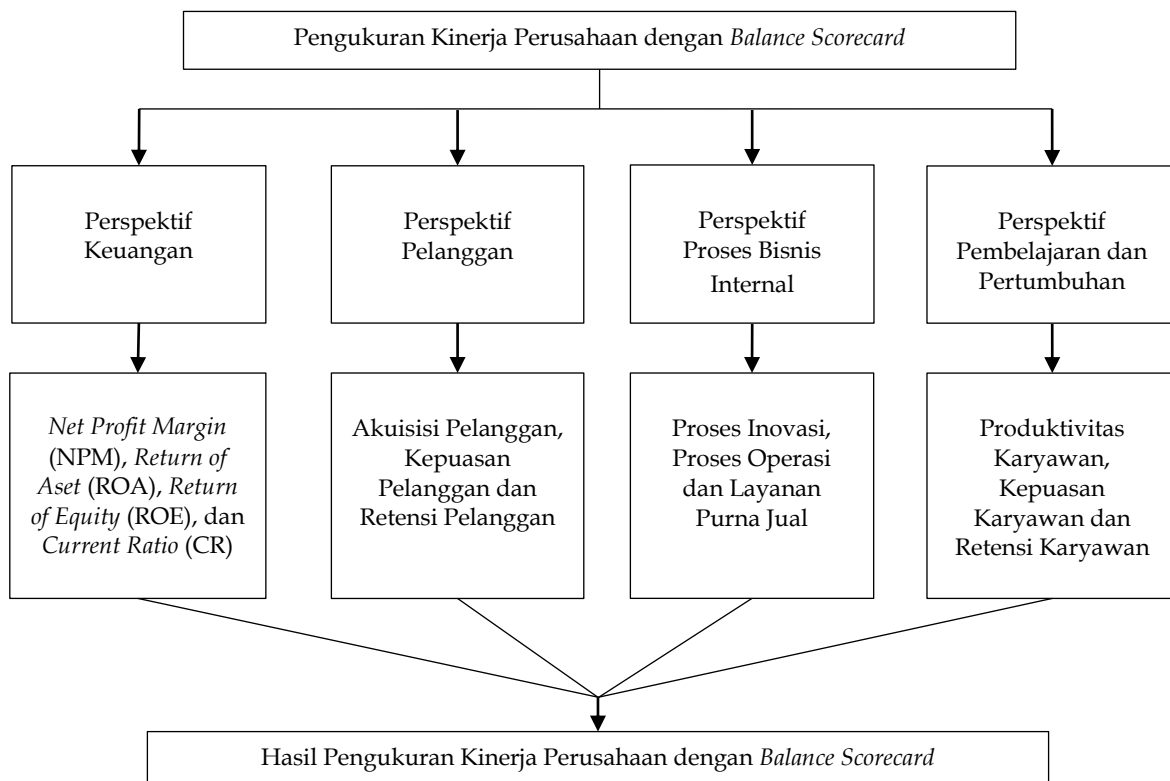 Pengukuran Kinerja Perusahaan dengan Balance Scorecard
Perspektif
Keuangan
Perspektif
Pelanggan
Perspektif
Proses Bisnis
Internal
Perspektif
Pembelajaran dan
Pertumbuhan
Net Profit Margin
(NPM), Return of
Aset (ROA), Return
of Equity (ROE), dan
Current Ratio (CR)
Akuisisi Pelanggan,
Kepuasan
Pelanggan dan
Retensi Pelanggan
Proses Inovasi,
Proses Operasi
dan Layanan
Purna Jual
Produktivitas
Karyawan,
Kepuasan
Karyawan dan
Retensi Karyawan
Hasil Pengukuran Kinerja Perusahaan dengan Balance Scorecard